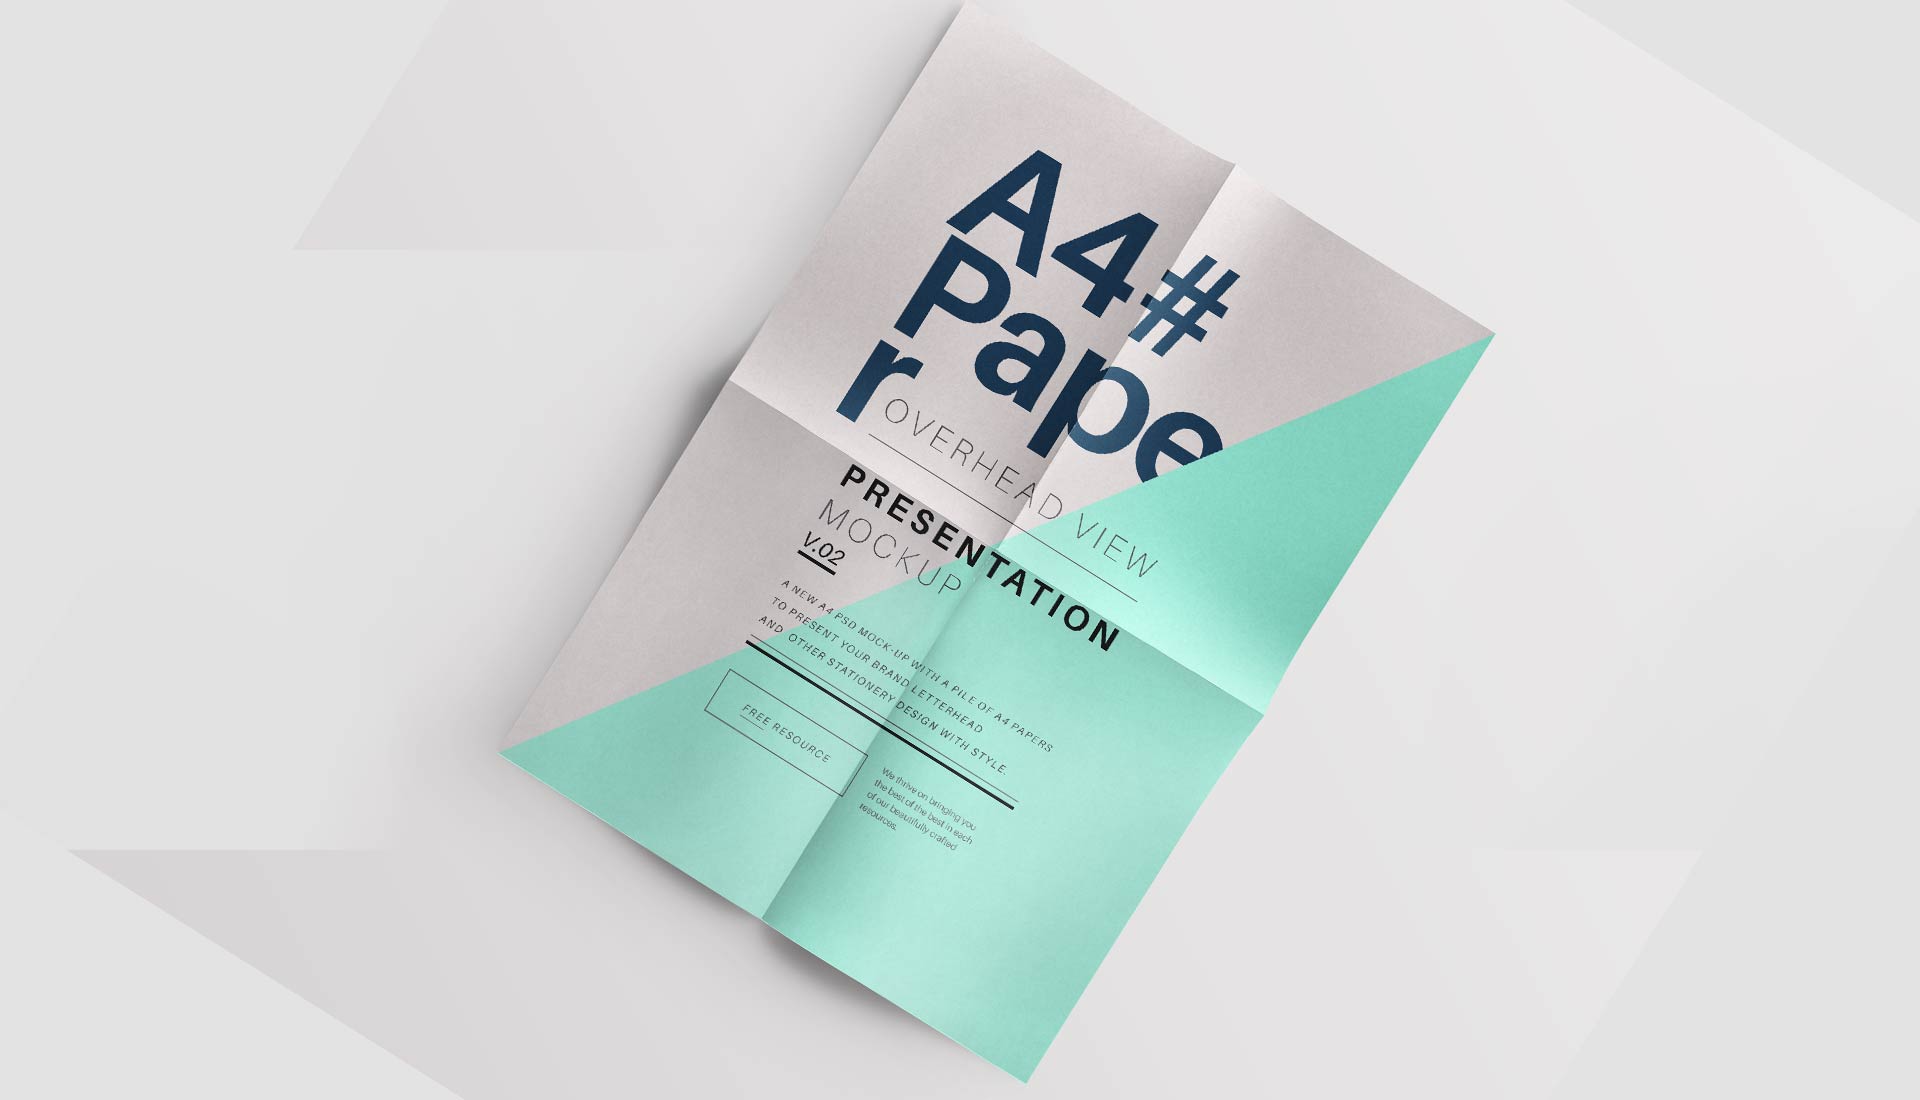 A4#
Pape
r
OVERHEAD VIEW
PRESENTATION
MOCKUP
V.02
A NEW A4 PSD MOCK-UP WITH A PILE OF A4 PAPERS
TO PRESENT YOUR BRAND LETTERHEAD
AND OTHER STATIONERY DESIGN WITH STYLE.
FREE RESOURCE
We thrive on bringing you
the best of the best in each
of our beautifully crafted
resources.